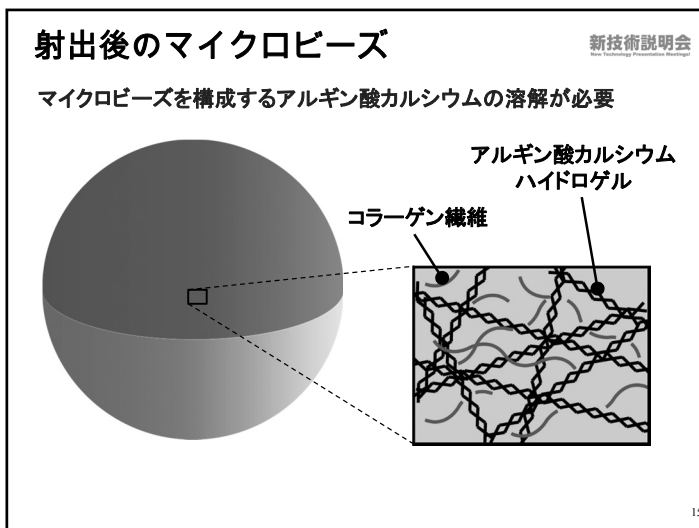 射出後のマイクロビーズ
新技術説明会
New Technology Presentation Meetings!
マイクロビーズを構成するアルギン酸カルシウムの溶解が必要
アルギン酸カルシウム
ハイドロゲル
コラーゲン繊維
15